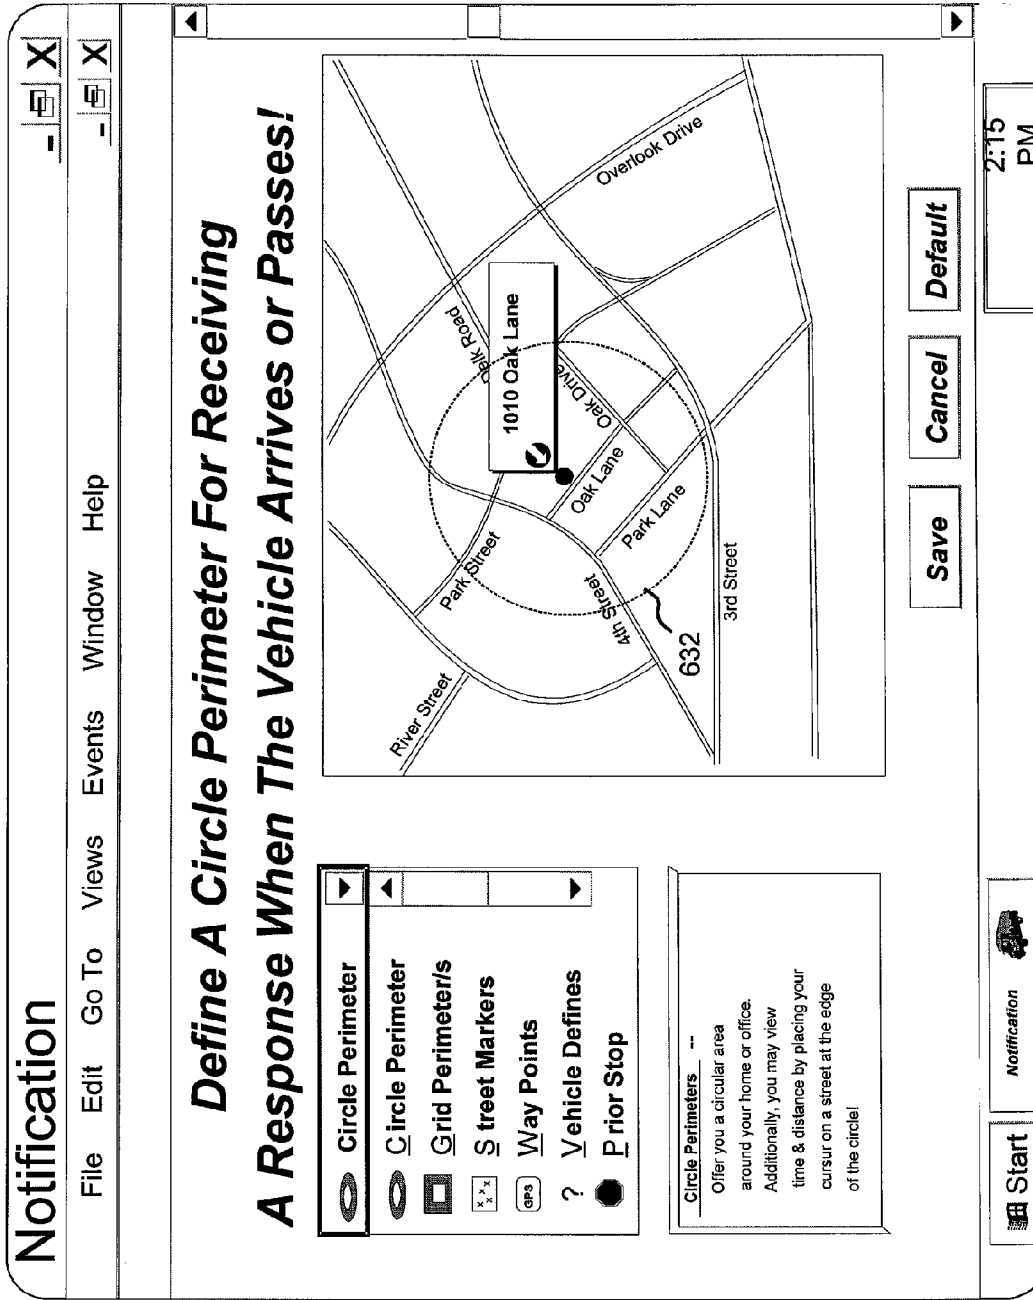 Notification
File Edit Go To Views Events Window Help
Define A Circle Perimeter For Receiving
A Response When The Vehicle Arrives or Passes!
Circle Perimeter
Circle Perimeter
Grid Perimeter/s
S treet Markers
GPS Way Points
? Vehicle Defines
Prior Stop
Circle Perimeters --
Offer you a circular area
around your home or office.
Additionally, you may view
time & distance by placing your
cursur on a street at the edge
of the circle!
River Street
Park Street
Delk Road
1010 Oak Lane
Overlook Drive
Oak Drive
Oak Lane
Park Lane
4th Street
632
3rd Street
Save Cancel Default
Start
Notification
2:15
PM